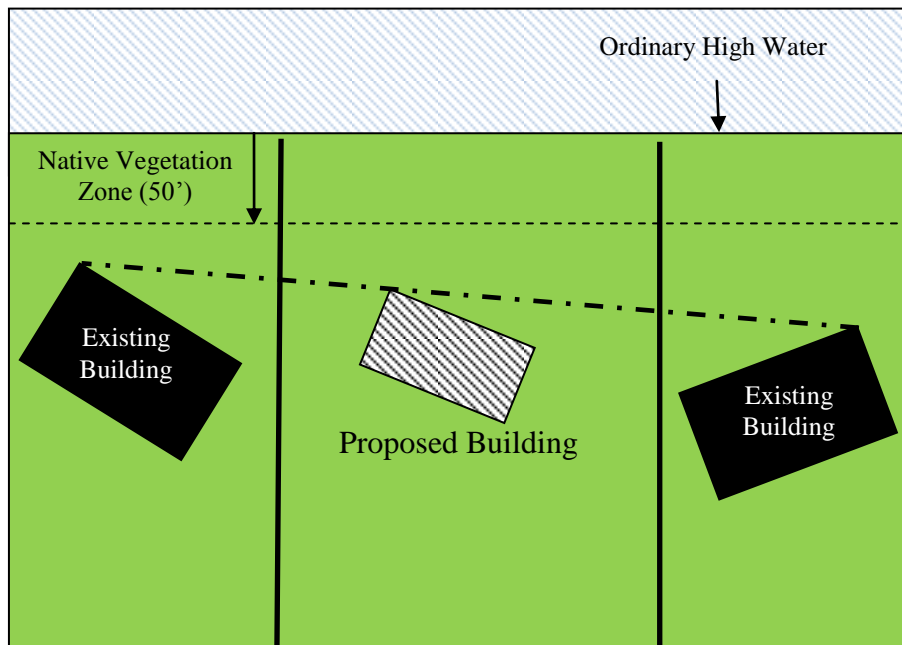 Ordinary High Water
Native Vegetation
Zone (50’)
Existing
Building
Proposed Building
Existing
Building